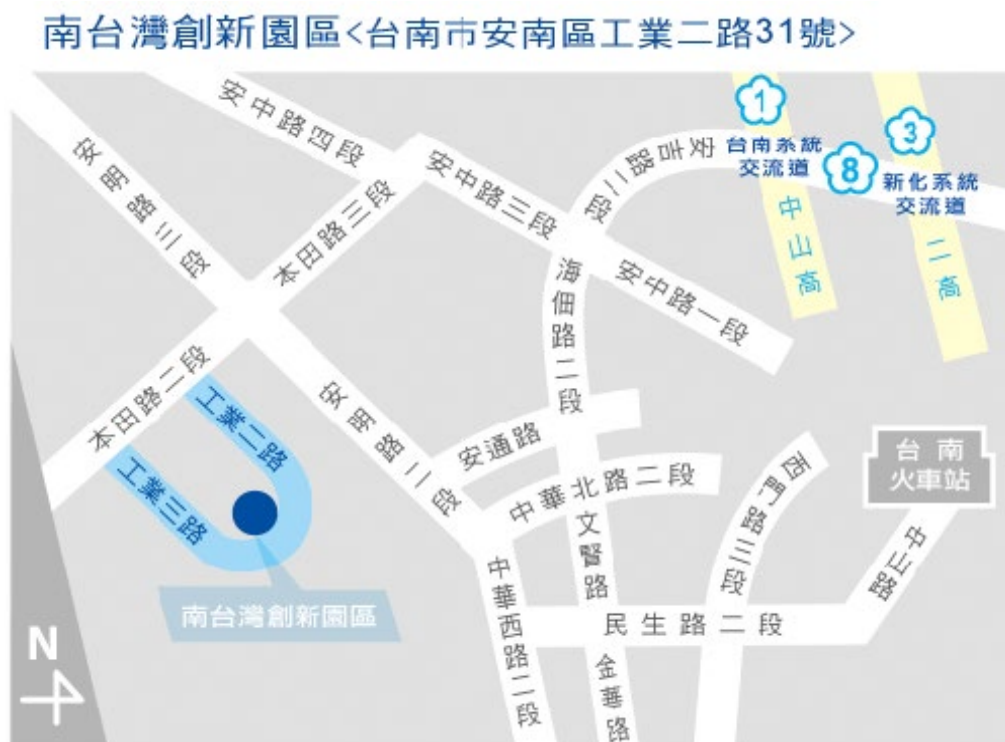 南台灣創新園區<台南市安南區工業二路31號>
安中路四段
1
台南系統
交流道
3
8
新化系統
交流道
安吉路二段
安明路三段
本田路三段
安中路三段
中山高
二高
海佃路二段
安中路一段
本田路二段
工業二路
安明路二段
安通路
工業三路
中華北路二段
西門路三段
台南
火車站
文賢路
中山路
南台灣創新園區
中華西路二段
民生路二段
金華路
N